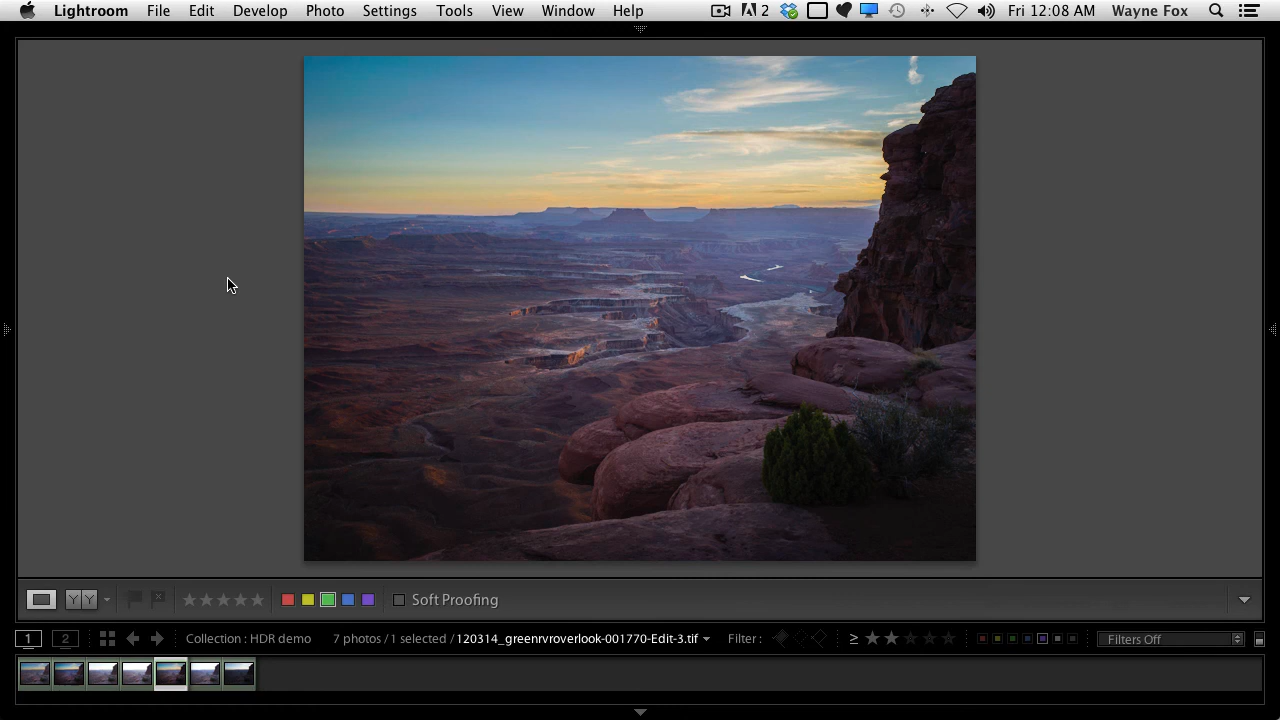 Lightroom File Edit Develop Photo Settings Tools View Window Help 2 Fri 12:08 AM Wayne Fox
Y Y Soft Proofing
1 2 Collection : HDR demo 7 photos / 1 selected / 120314_greenrvroverlook-001770-Edit-3.tif Filter : ≥ Filters Off